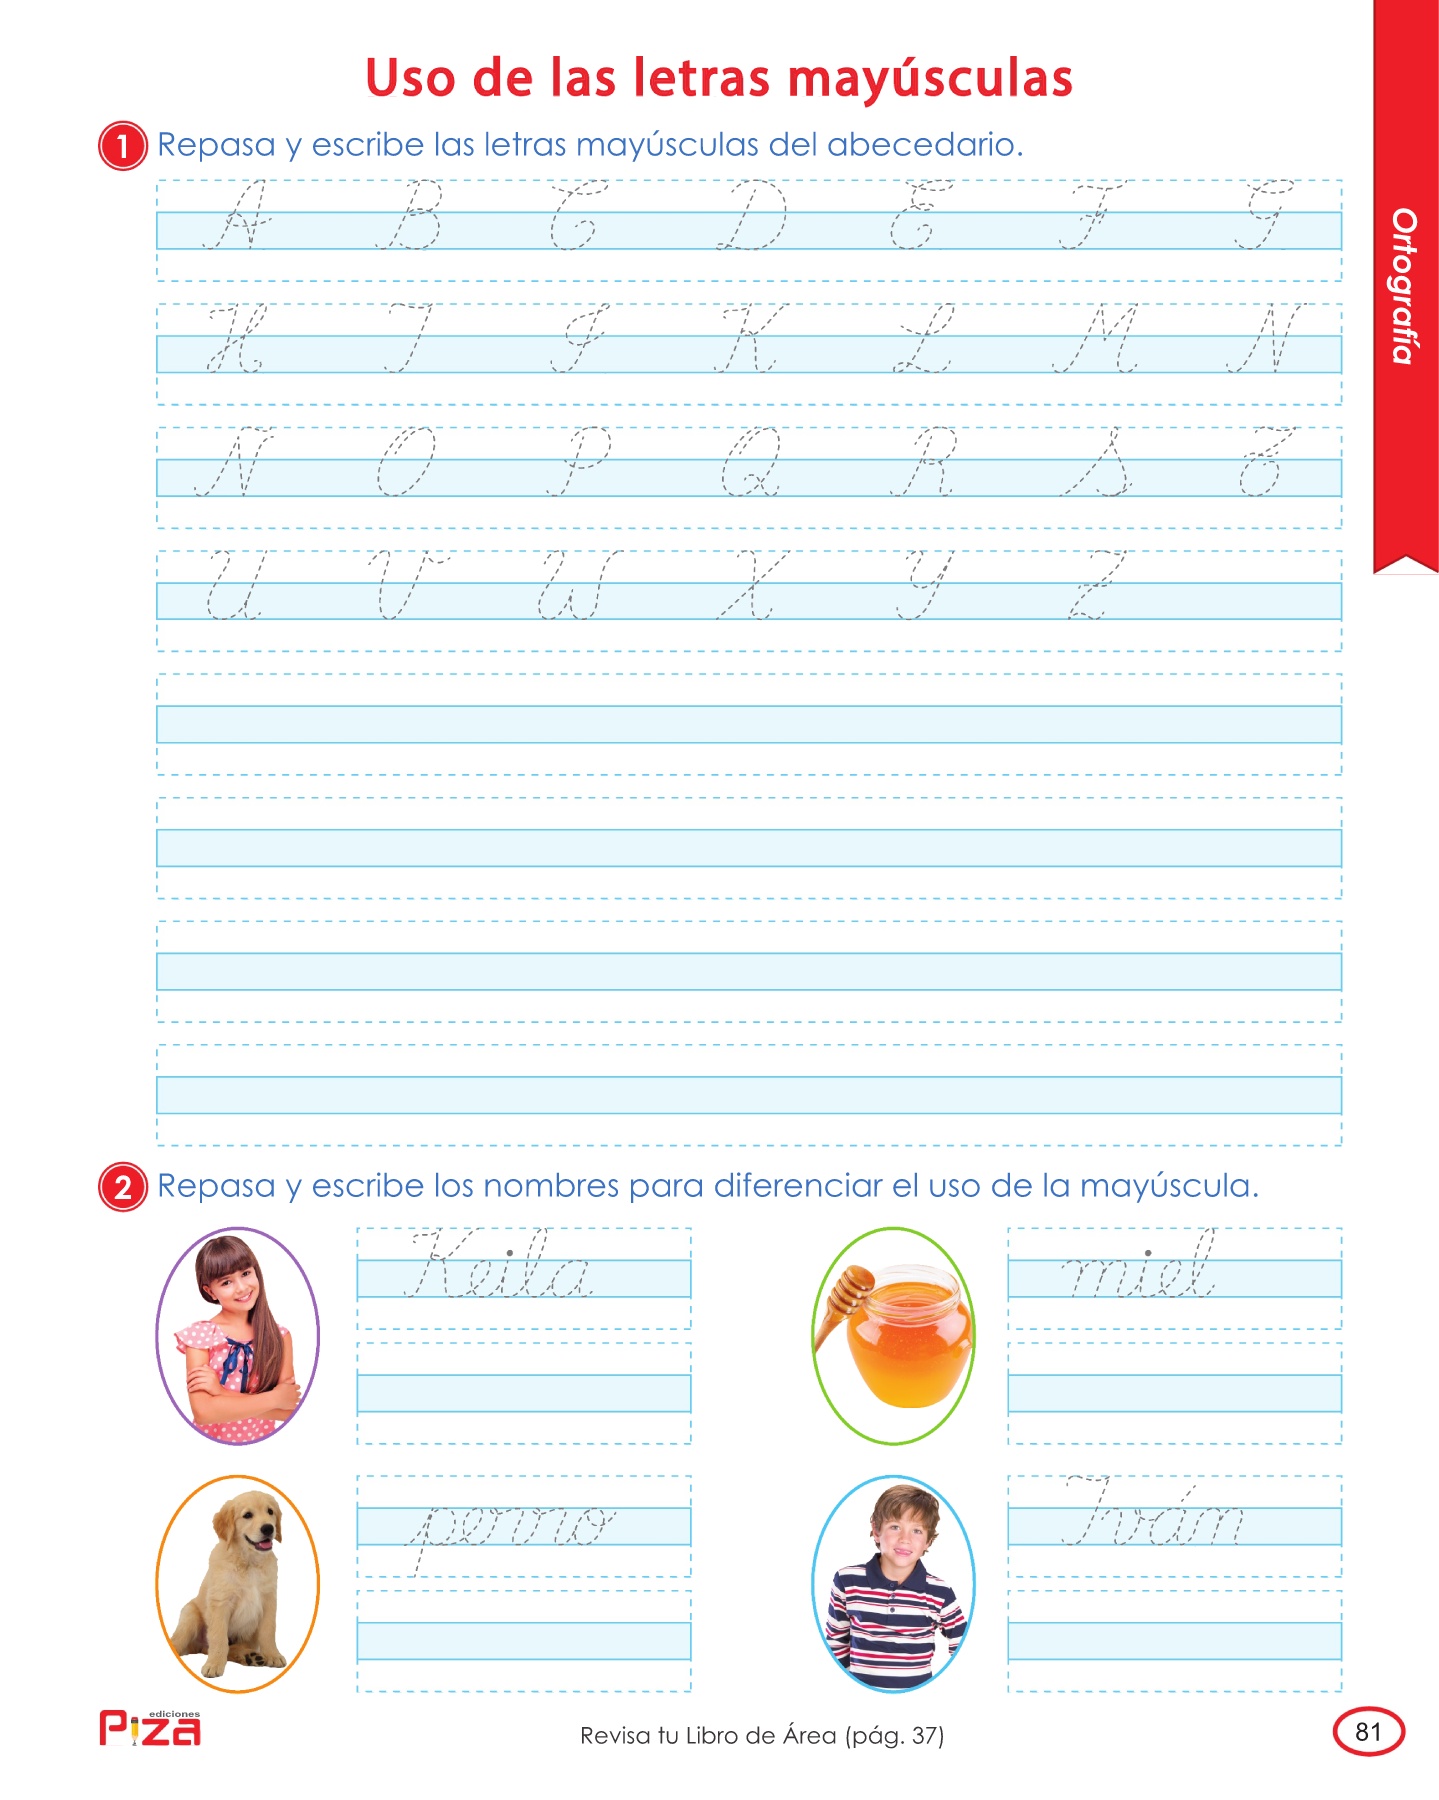 Uso de las letras mayúsculas
Ortografía
1 Repasa y escribe las letras mayúsculas del abecedario.
A B C D E F G
H I J K L M N
N O P Q R S T
U V W X Y Z
2 Repasa y escribe los nombres para diferenciar el uso de la mayúscula.
Keila
miel
perro
Iván
ediciones
Piza
Revisa tu Libro de Área (pág. 37)
81